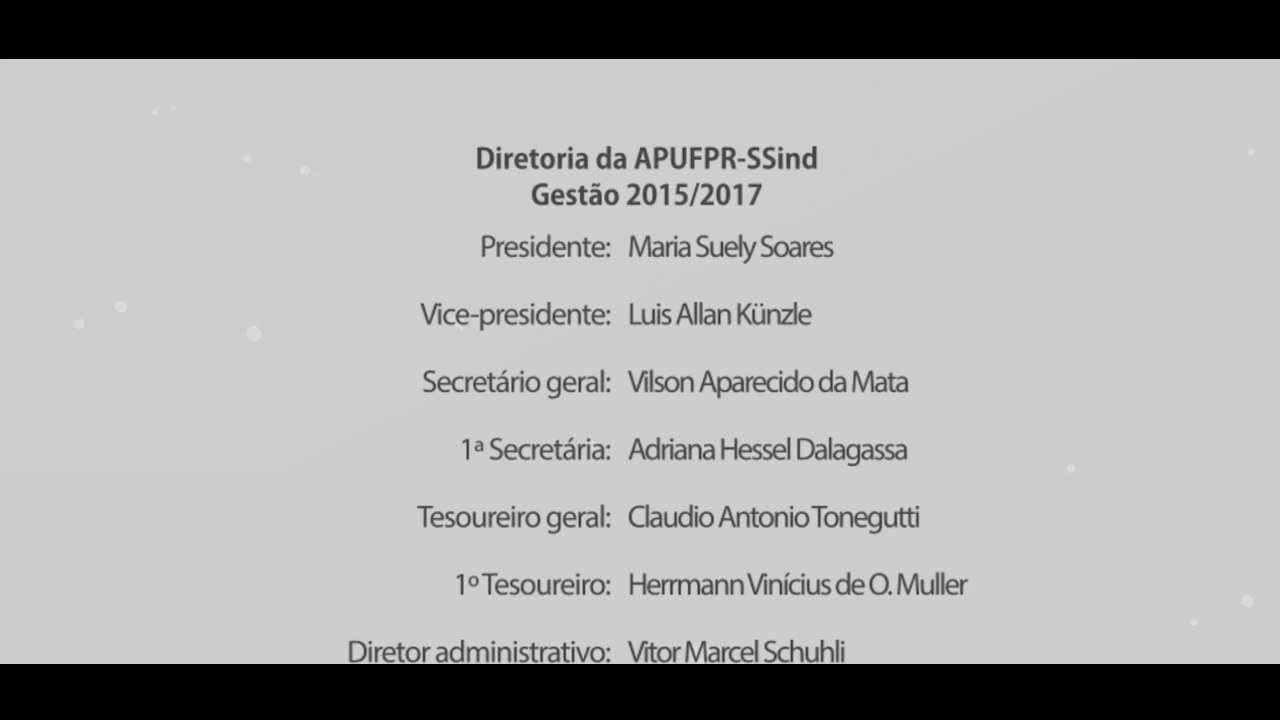 Diretoria da APUFPR-SSind
Gestão 2015/2017
Presidente: Maria Suely Soares
Vice-presidente: Luis Allan Künzle
Secretário geral: Vilson Aparecido da Mata
1ª Secretária: Adriana Hessel Dalagassa
Tesoureiro geral: Claudio Antonio Tonegutti
1º Tesoureiro: Herrmann Vinícius de O. Muller
Diretor administrativo: Vitor Marcel Schuhli